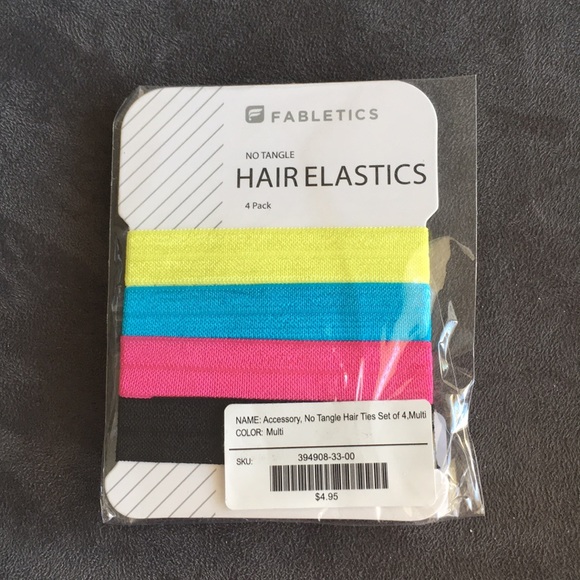 FABLETICS
NO TANGLE
HAIR ELASTICS
4 Pack
NAME: Accessory, No Tangle Hair Ties Set of 4,Multi
COLOR: Multi
SKU: 394908-33-00
$4.95